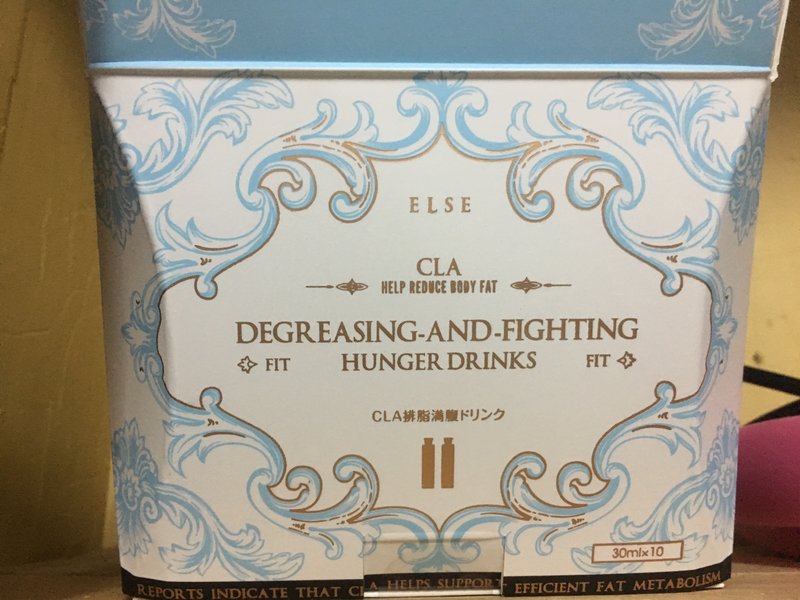 ELSE
CLA
HELP REDUCE BODY FAT
DEGREASING-AND-FIGHTING
FIT HUNGER DRINKS FIT
CLA排脂満腹ドリンク
30ml×10
REPORTS INDICATE THAT CLA HELPS SUPPORT EFFICIENT FAT METABOLISM